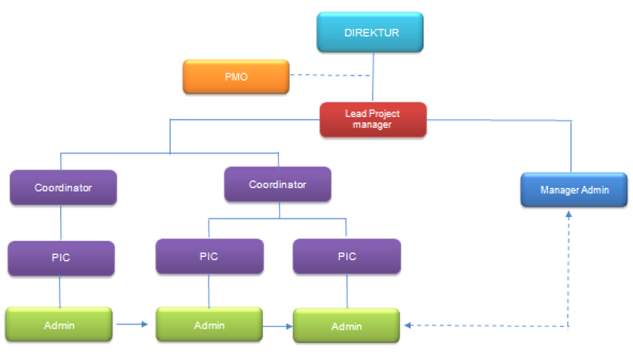 DIREKTUR
PMO
Lead Project
manager
Coordinator
Coordinator
Manager Admin
PIC
PIC
PIC
Admin
Admin
Admin